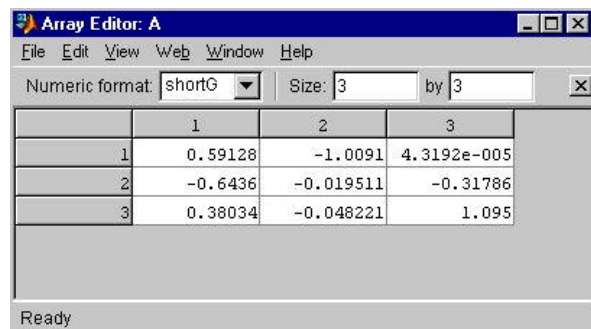 Array Editor: A
File Edit View Web Window Help
Numeric format: shortG Size: 3 by 3
1 2 3
1 0.59128 -1.0091 4.3192e-005
2 -0.6436 -0.019511 -0.31786
3 0.38034 -0.048221 1.095
Ready